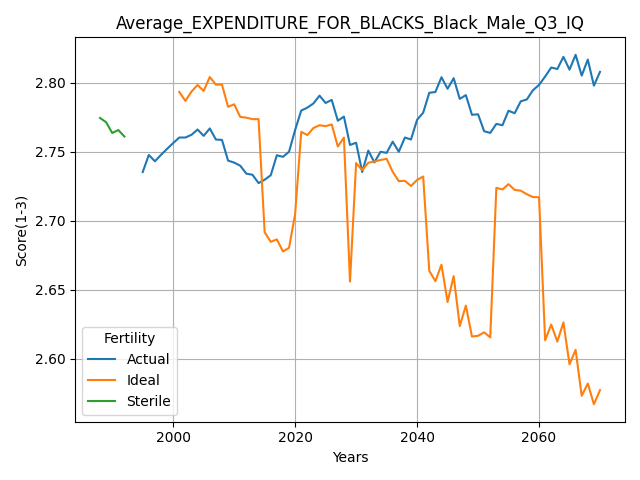 Average_EXPENDITURE_FOR_BLACKS_Black_Male_Q3_IQ
Score(1-3)
2.80
2.75
2.70
2.65
2.60
Fertility
Actual
Ideal
Sterile
2000
2020
2040
2060
Years